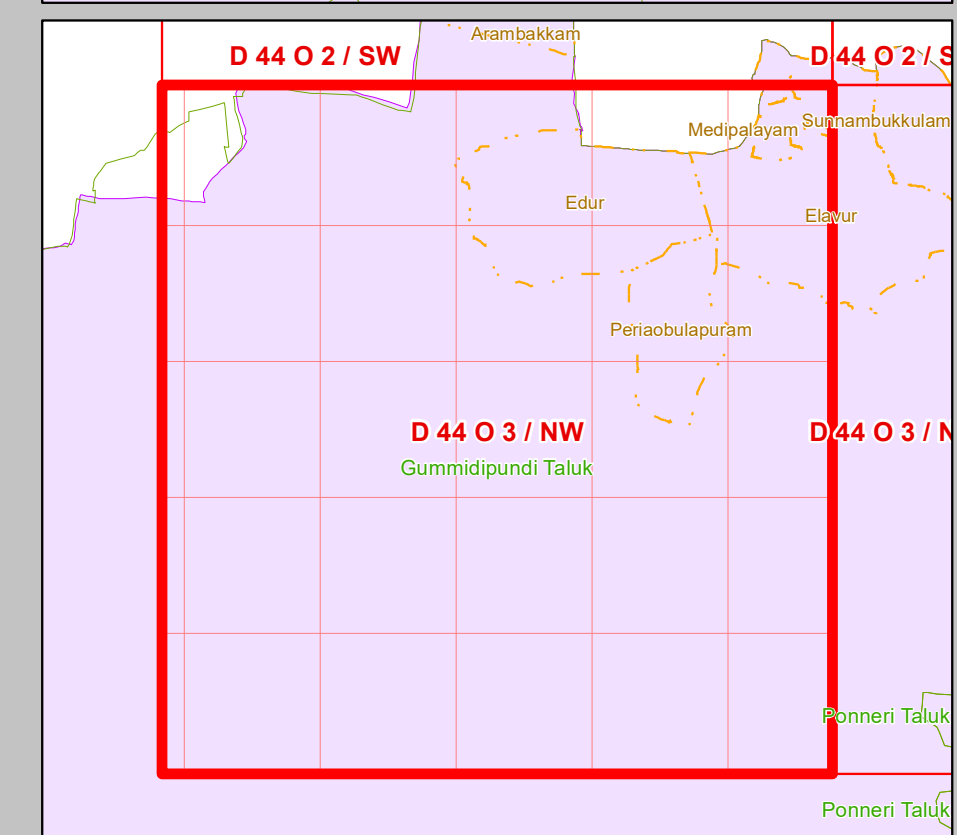 Arambakkam
D 44 O 2 / SW
D 44 O 2 / S
Sunnambukkulam
Medipalayam
Edur
Elavur
Periaobulapuram
D 44 O 3 / NW
D 44 O 3 / N
Gummidipundi Taluk
Ponneri Taluk
Ponneri Taluk